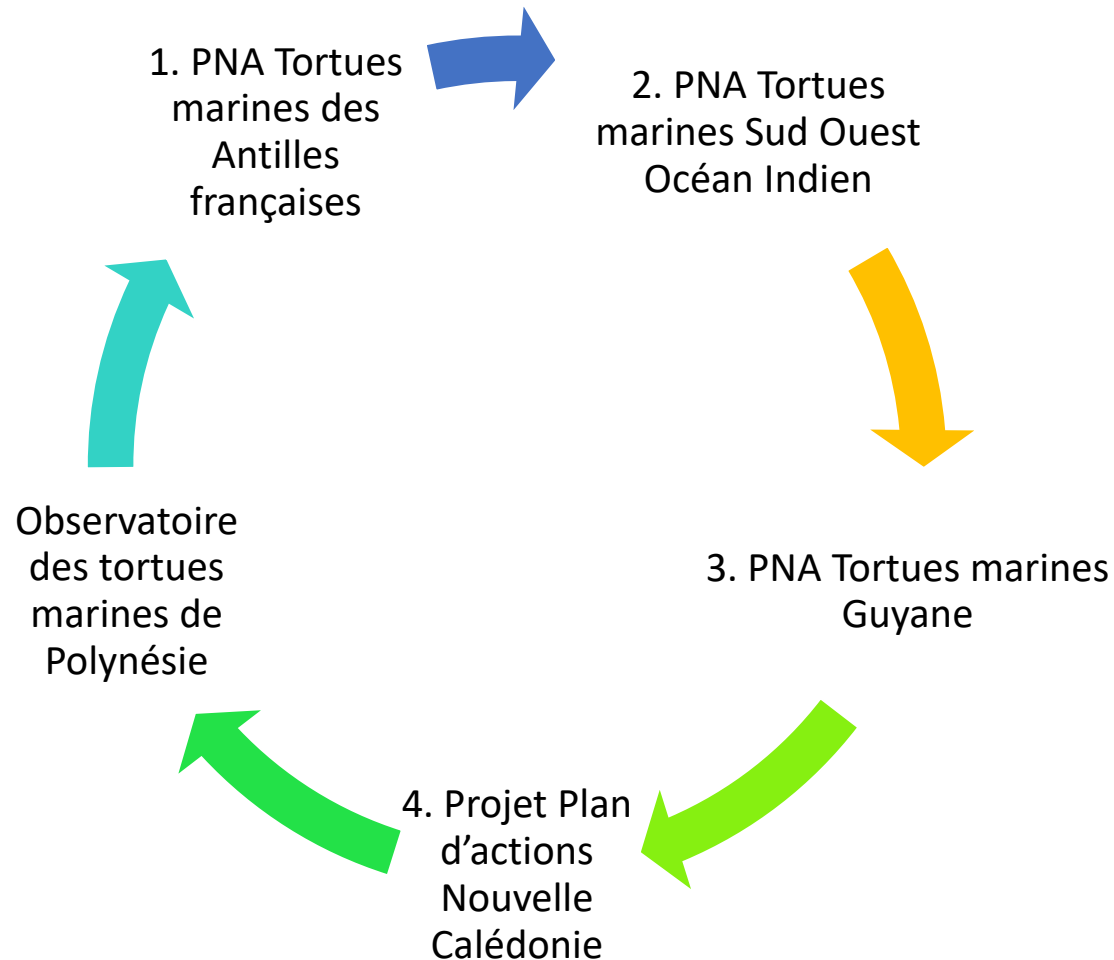 1. PNA Tortues
marines des
Antilles
françaises
2. PNA Tortues
marines Sud Ouest
Océan Indien
3. PNA Tortues marines
Guyane
4. Projet Plan
d’actions
Nouvelle
Calédonie
Observatoire
des tortues
marines de
Polynésie